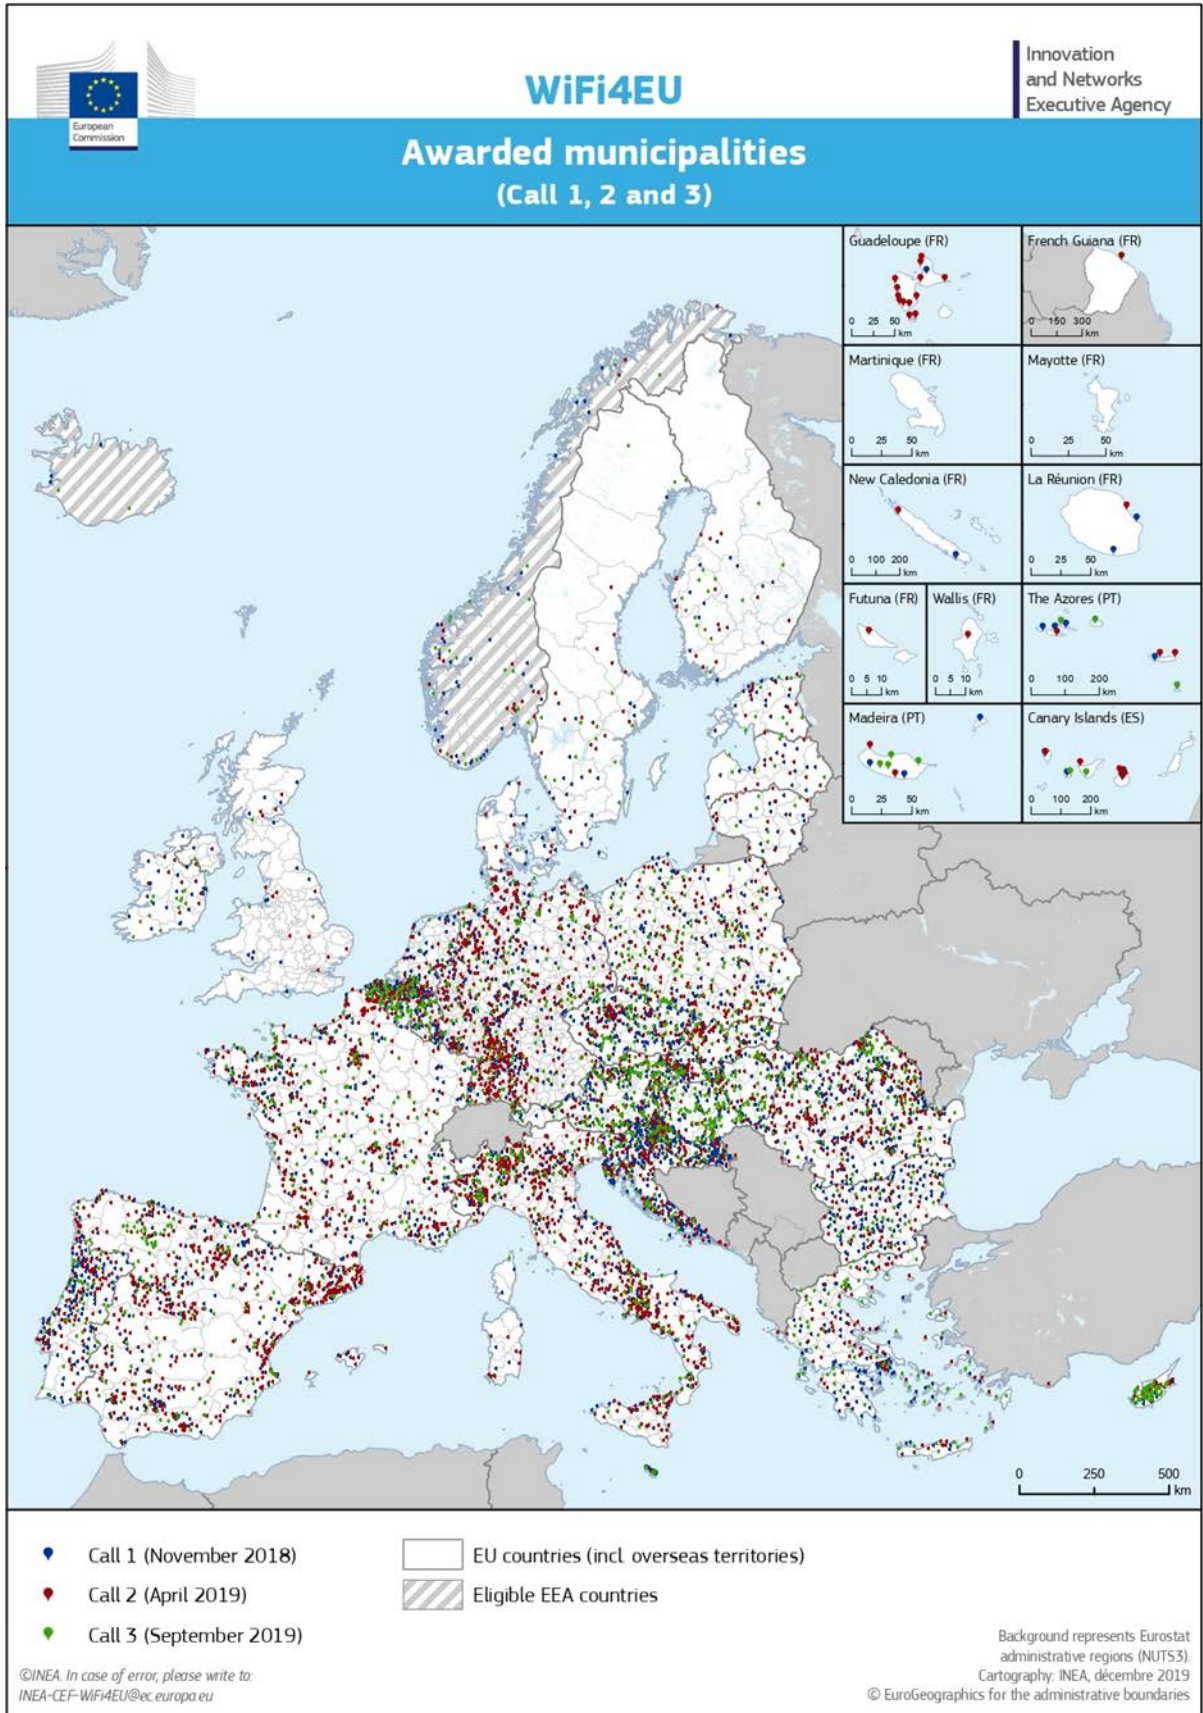 European
Commission
WiFi4EU
Innovation
and Networks
Executive Agency
Awarded municipalities
(Call 1, 2 and 3)
Guadeloupe (FR)
0 25 50
km
French Guiana (FR)
0 150 300
km
Martinique (FR)
0 25 50
km
Mayotte (FR)
0 25 50
km
New Caledonia (FR)
0 100 200
km
La Réunion (FR)
0 25 50
km
Futuna (FR)
0 5 10
km
Wallis (FR)
0 5 10
km
The Azores (PT)
0 100 200
km
Madeira (PT)
0 25 50
km
Canary Islands (ES)
0 100 200
km
0 250 500
km
Call 1 (November 2018)
Call 2 (April 2019)
Call 3 (September 2019)
EU countries (incl. overseas territories)
Eligible EEA countries
©INEA. In case of error, please write to:
INEA-CEF-WiFi4EU@ec.europa.eu
Background represents Eurostat
administrative regions (NUTS3).
Cartography: INEA, décembre 2019
© EuroGeographics for the administrative boundaries